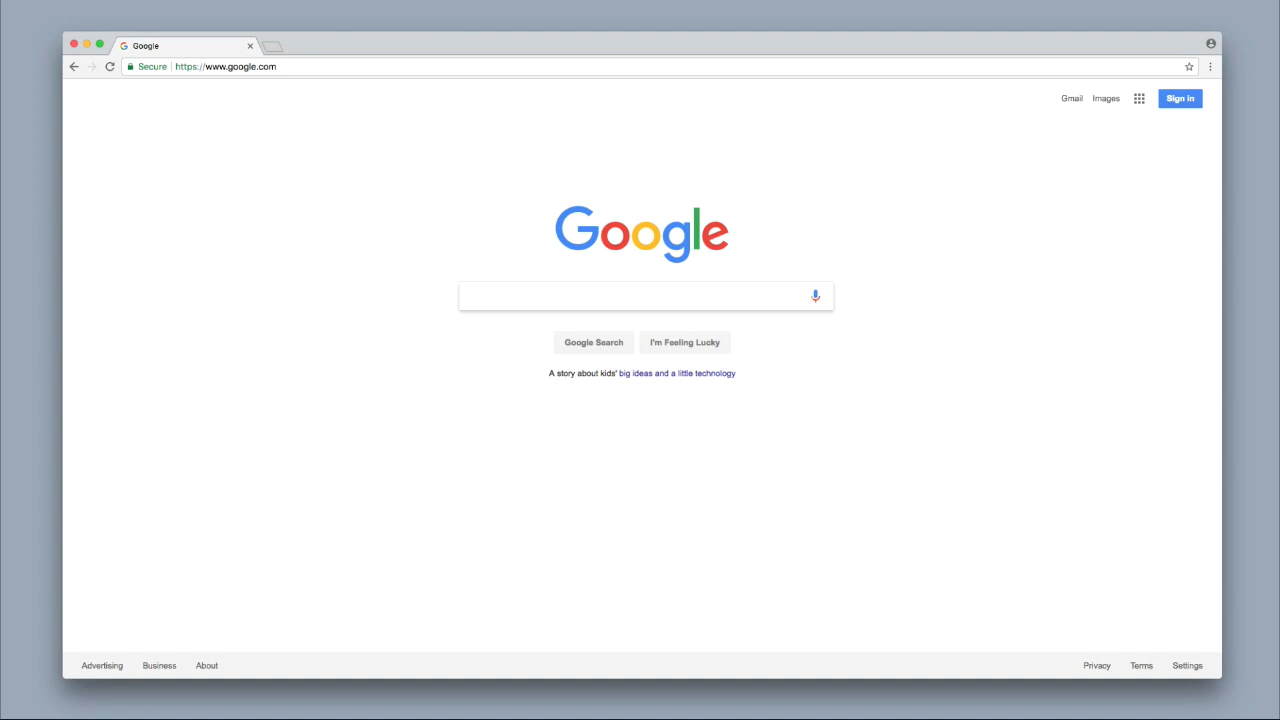 Google
Secure https://www.google.com
Gmail Images Sign in
Google
Google Search I'm Feeling Lucky
A story about kids' big ideas and a little technology
Advertising Business About Privacy Terms Settings